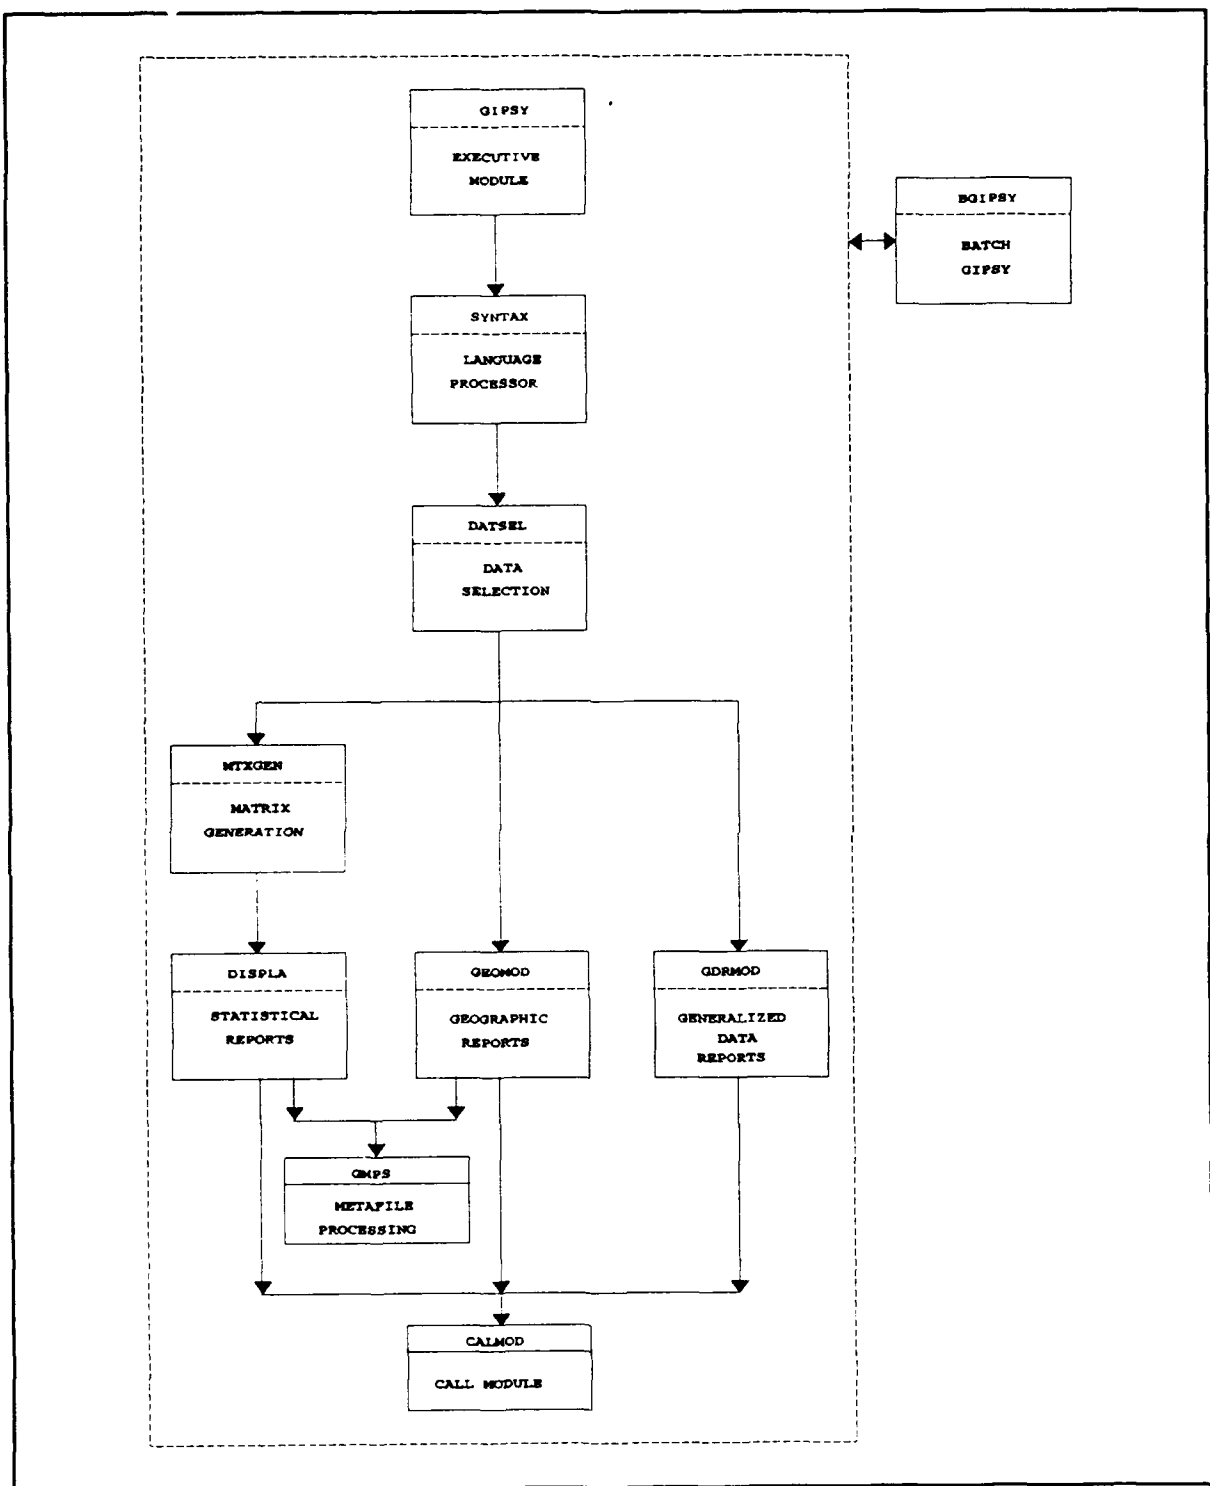 GIPSY
EXECUTIVE
MODULE
BGIPSY
BATCH
GIPSY
SYNTAX
LANGUAGE
PROCESSOR
DATSEL
DATA
SELECTION
MTXGEN
MATRIX
GENERATION
DISPLA
STATISTICAL
REPORTS
GEOMOD
GEOGRAPHIC
REPORTS
GDRMOD
GENERALIZED
DATA
REPORTS
GMPS
METAFILE
PROCESSING
CALMOD
CALL MODULE